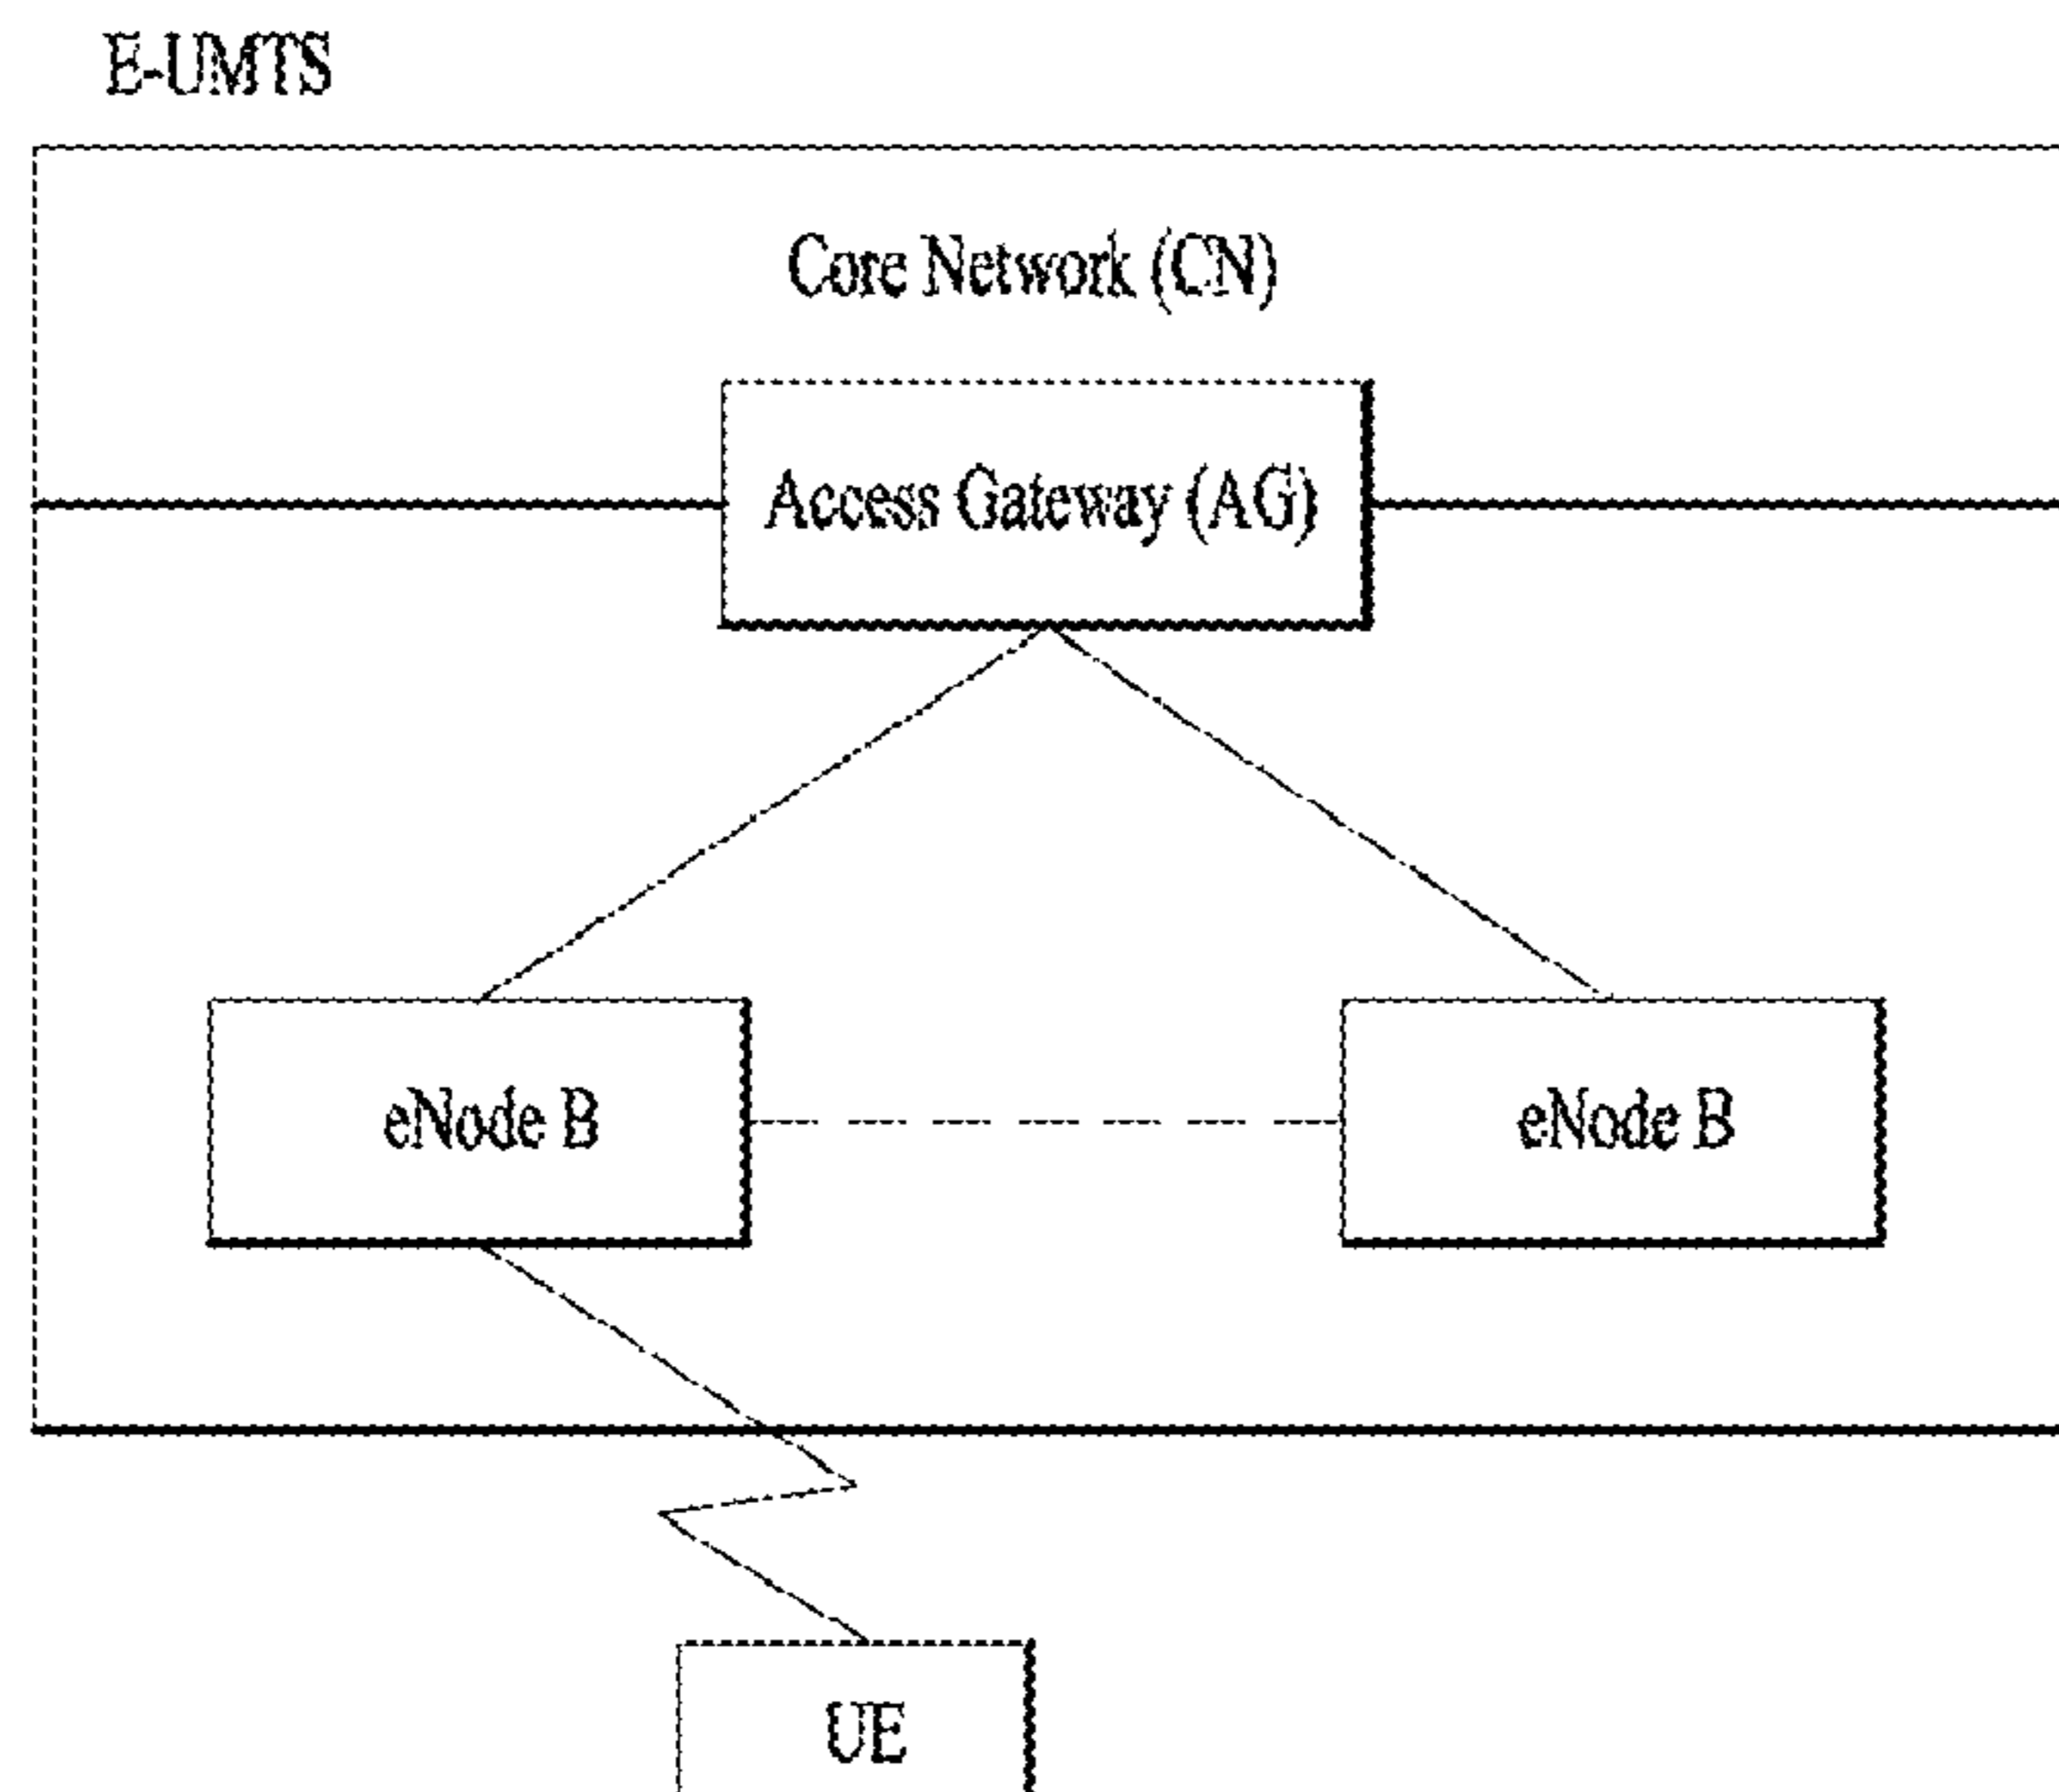 E-UMTS
Core Network (CN)
Access Gateway (AG)
eNode B
eNode B
UE